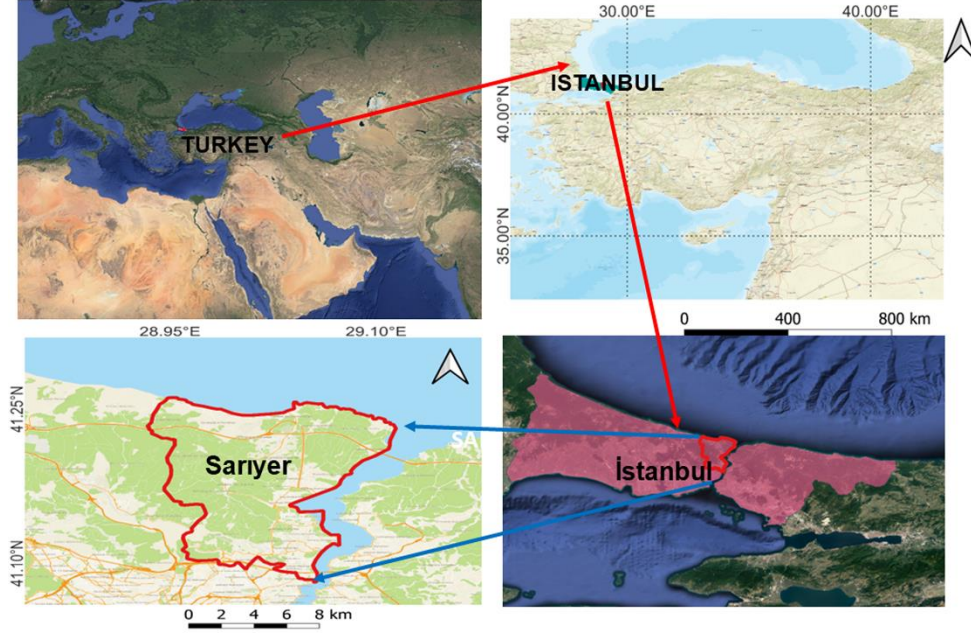 30.00°E 40.00°E
TURKEY
ISTANBUL
40.00°N
35.00°N
0 400 800 km
28.95°E 29.10°E
41.25°N
41.10°N
SA
Sarıyer
İstanbul
0 2 4 6 8 km